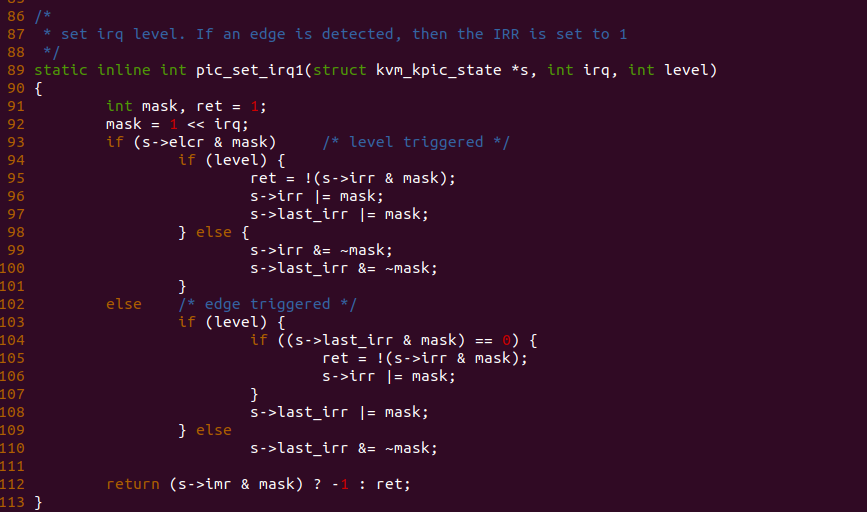 86 /*
87  * set irq level. If an edge is detected, then the IRR is set to 1
88  */
89 static inline int pic_set_irq1(struct kvm_kpic_state *s, int irq, int level)
90 {
91         int mask, ret = 1;
92         mask = 1 << irq;
93         if (s->elcr & mask)     /* level triggered */
94                 if (level) {
95                         ret = !(s->irr & mask);
96                         s->irr |= mask;
97                         s->last_irr |= mask;
98                 } else {
99                         s->irr &= ~mask;
100                         s->last_irr &= ~mask;
101                 }
102         else    /* edge triggered */
103                 if (level) {
104                         if ((s->last_irr & mask) == 0) {
105                                 ret = !(s->irr & mask);
106                                 s->irr |= mask;
107                         }
108                         s->last_irr |= mask;
109                 } else
110                         s->last_irr &= ~mask;
111
112         return (s->imr & mask) ? -1 : ret;
113 }